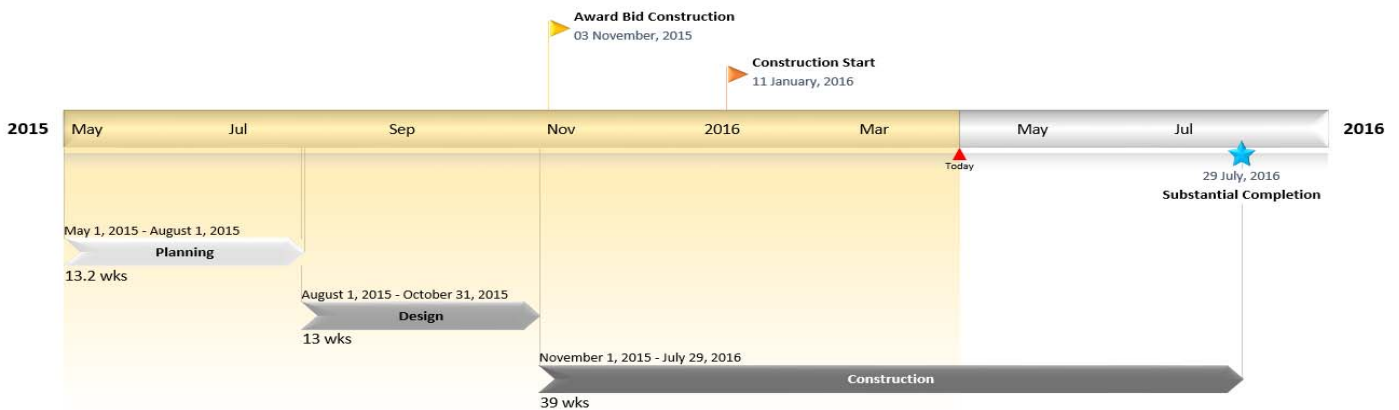 Award Bid Construction
03 November, 2015
Construction Start
11 January, 2016
2015 May Jul Sep Nov 2016 Mar May Jul 2016
Today
29 July, 2016
Substantial Completion
May 1, 2015 - August 1, 2015
Planning
13.2 wks
August 1, 2015 - October 31, 2015
Design
13 wks
November 1, 2015 - July 29, 2016
Construction
39 wks